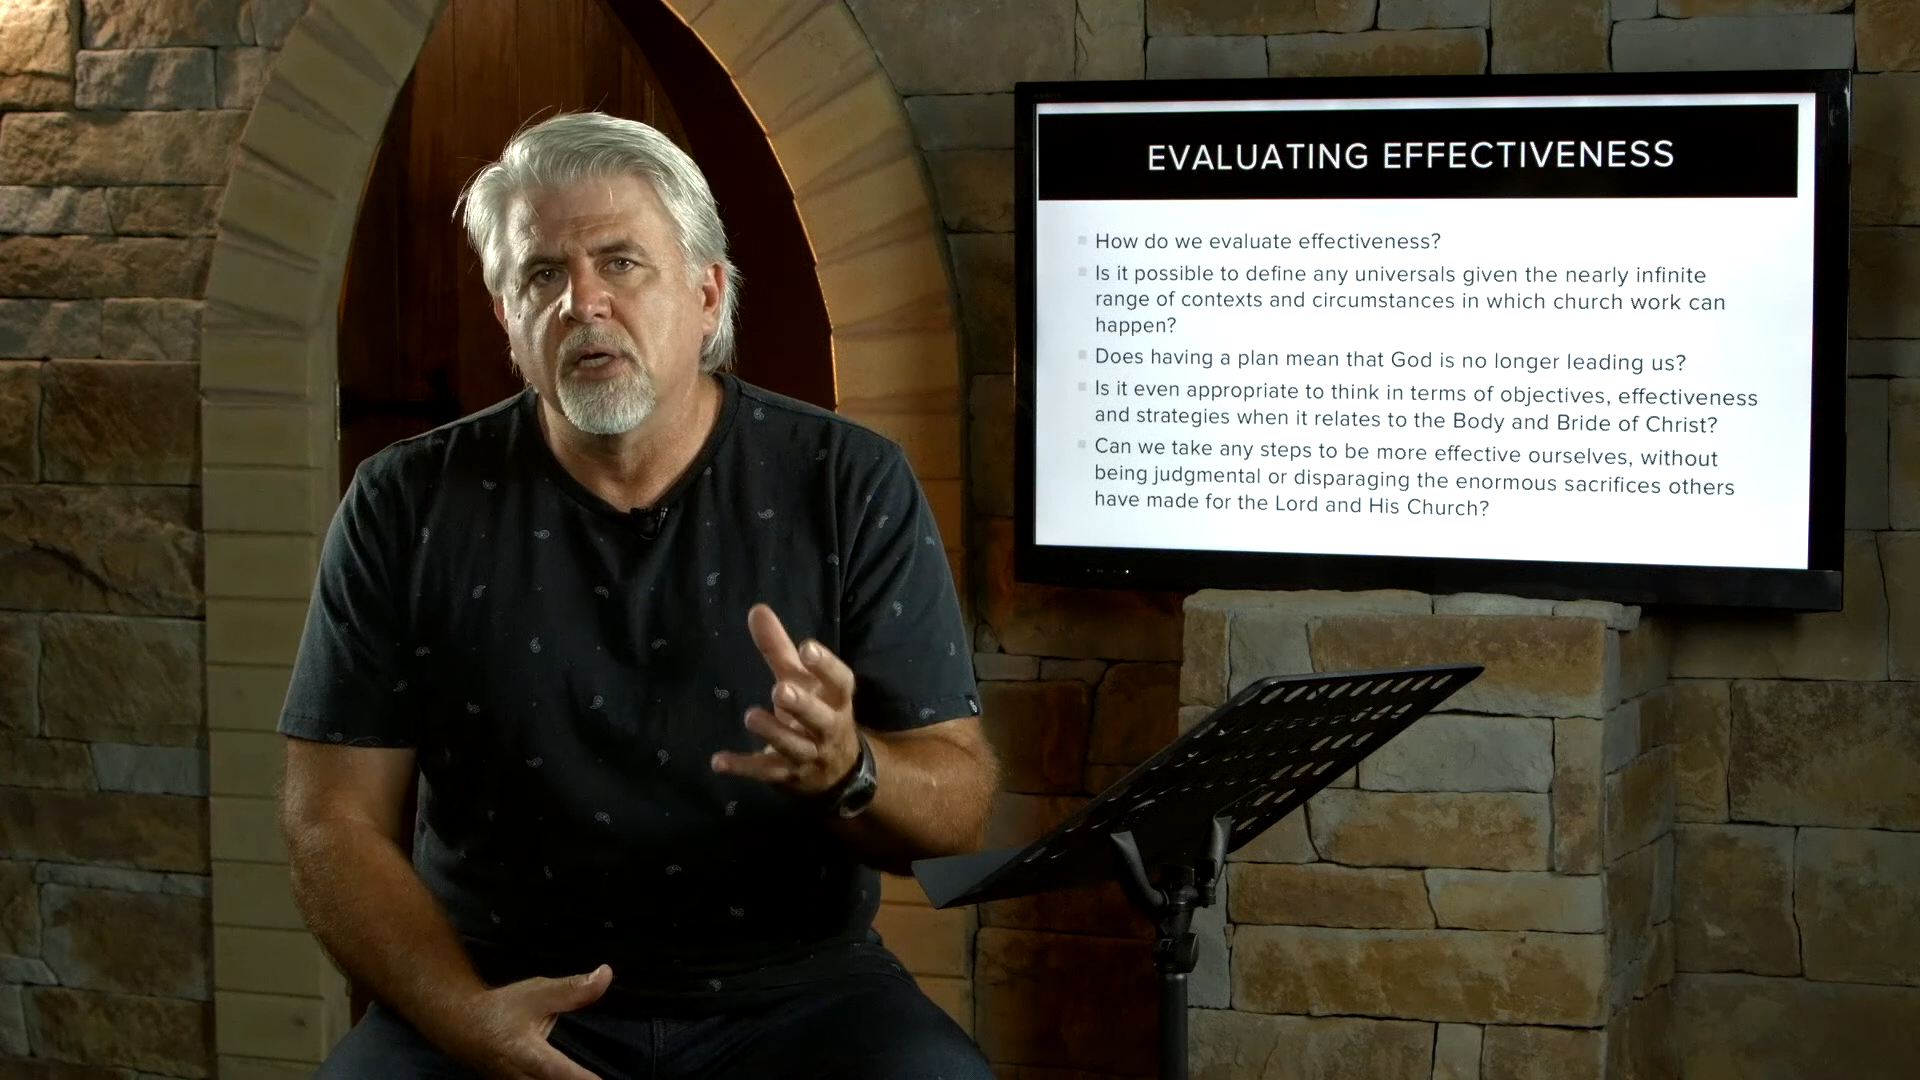 EVALUATING EFFECTIVENESS
How do we evaluate effectiveness?
Is it possible to define any universals given the nearly infinite
range of contexts and circumstances in which church work can
happen?
Does having a plan mean that God is no longer leading us?
Is it even appropriate to think in terms of objectives, effectiveness
and strategies when it relates to the Body and Bride of Christ?
Can we take any steps to be more effective ourselves, without
being judgmental or disparaging the enormous sacrifices others
have made for the Lord and His Church?